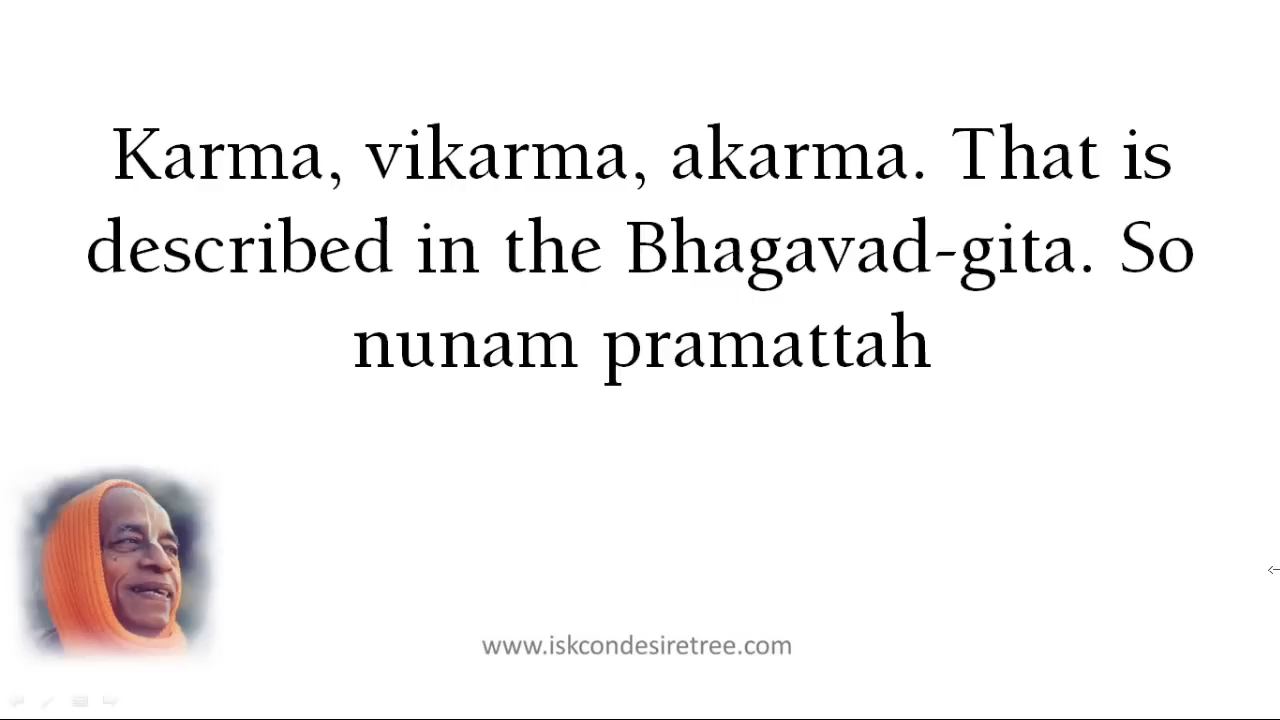 Karma, vikarma, akarma. That is
described in the Bhagavad-gita. So
nunam pramattah
www.iskcondesiretree.com